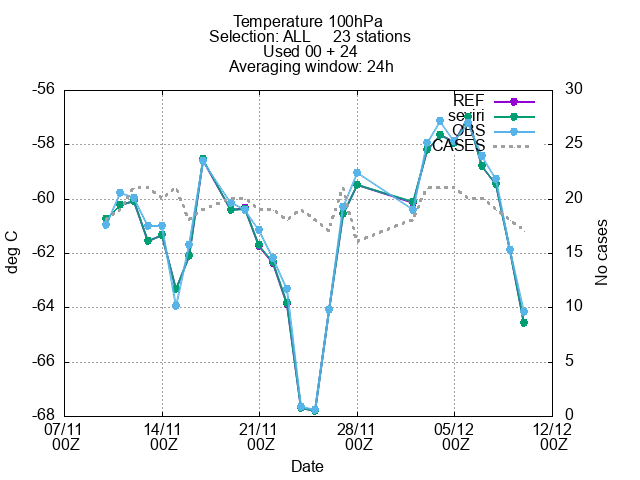 Temperature 100hPa
Selection: ALL 23 stations
Used 00 + 24
Averaging window: 24h
REF
seviri
OBS
CASES
-56
-58
-60
-62
-64
-66
-68
30
25
20
15
10
5
0
deg C
No cases
07/11 14/11 21/11 28/11 05/12 12/12
00Z 00Z 00Z 00Z 00Z 00Z
Date